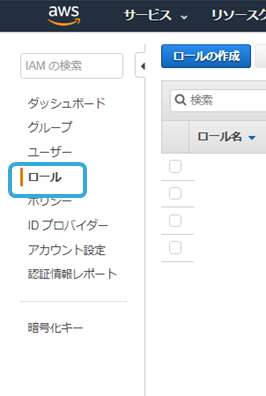 aws サービス リソースグ
IAM の検索
ロールの作成
検索
ロール名
ダッシュボード
グループ
ユーザー
ロール
ポリシー
ID プロバイダー
アカウント設定
認証情報レポート
暗号化キー